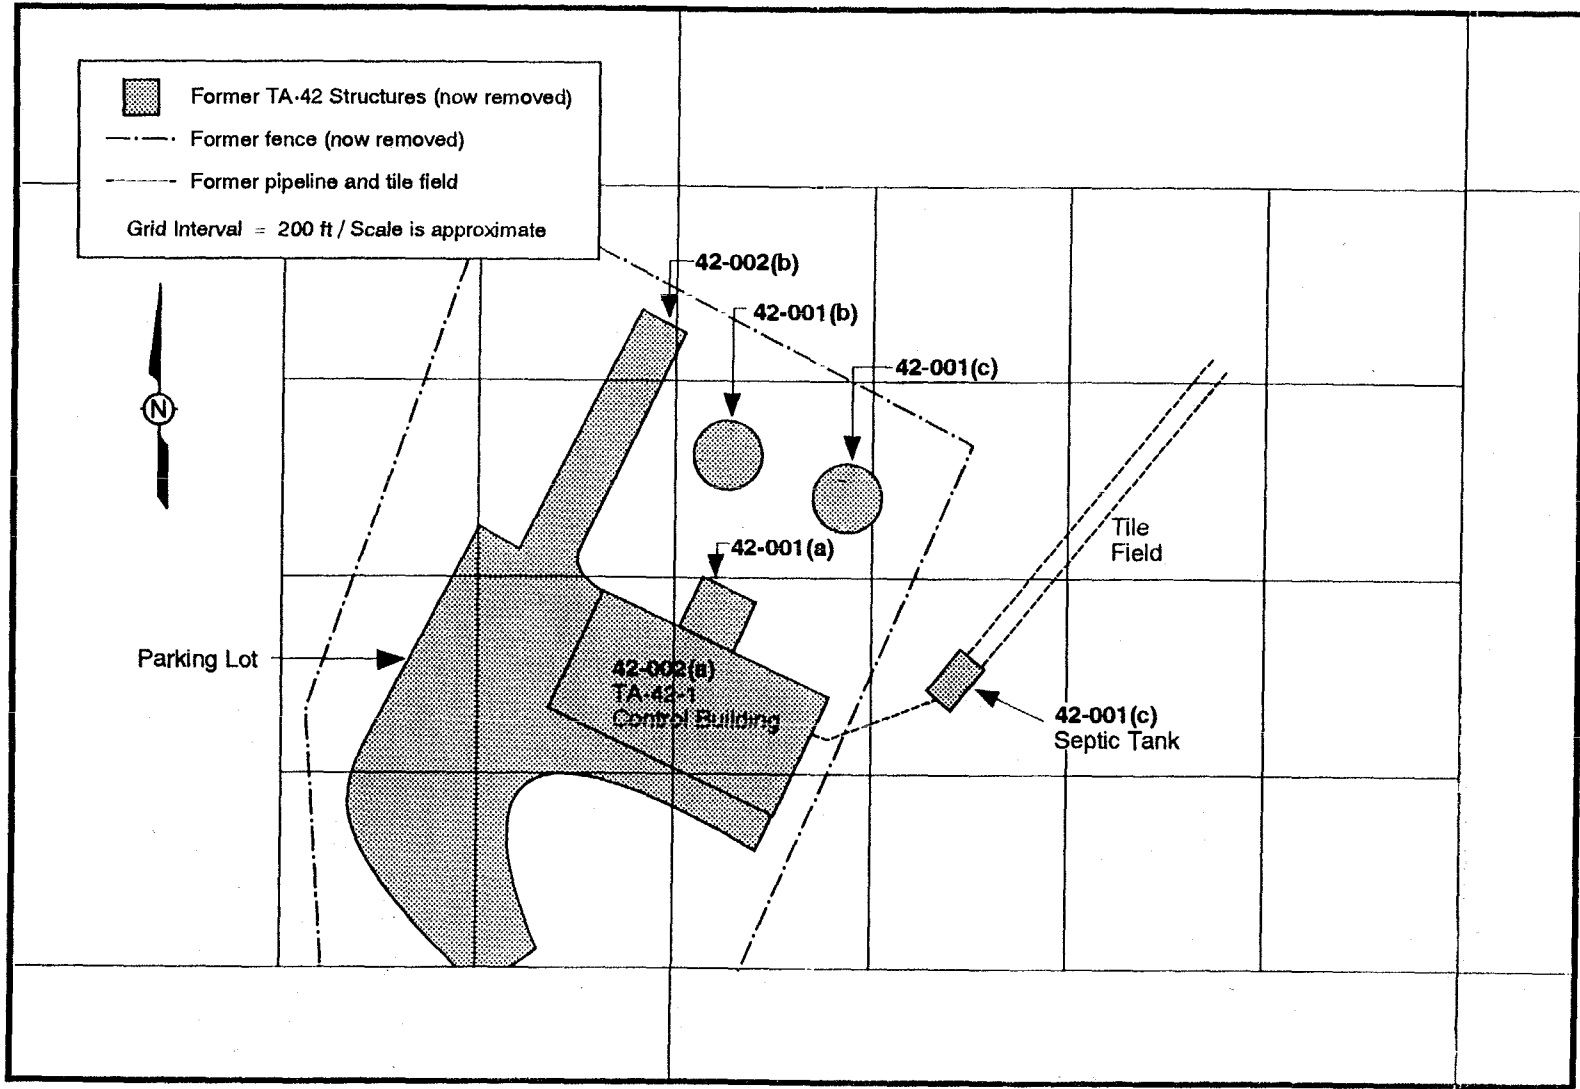 Former TA-42 Structures (now removed)
Former fence (now removed)
Former pipeline and tile field
Grid Interval = 200 ft / Scale is approximate
42-002(b)
42-001(b)
42-001(c)
N
Tile
Field
42-001(a)
Parking Lot
42-002(a)
TA-42-1
Control Building
42-001(c)
Septic Tank